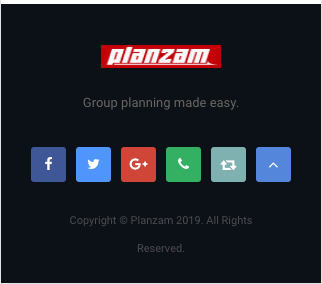 planzam
Group planning made easy.
f
G+
Copyright © Planzam 2019. All Rights
Reserved.